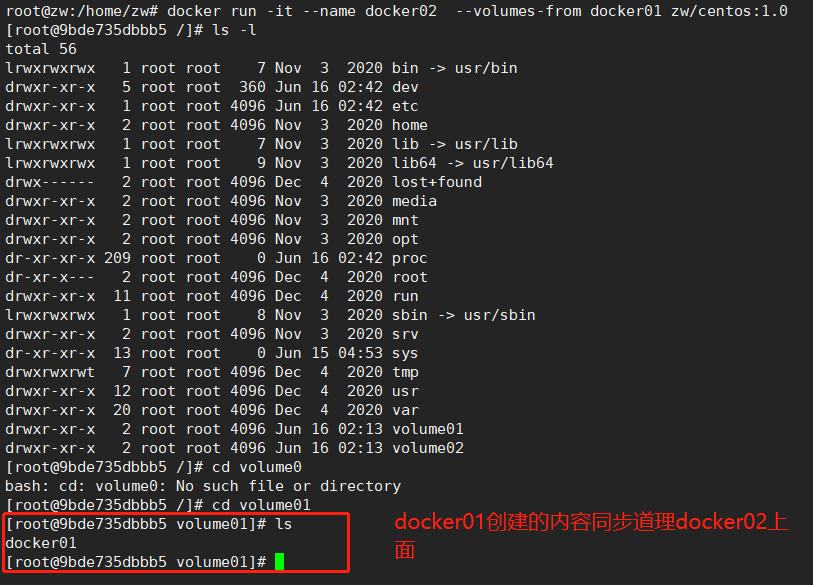 root@zw:/home/zw# docker run -it --name docker02  --volumes-from docker01 zw/centos:1.0
[root@9bde735dbbb5 /]# ls -l
total 56
lrwxrwxrwx   1 root root    7 Nov  3  2020 bin -> usr/bin
drwxr-xr-x   5 root root  360 Jun 16 02:42 dev
drwxr-xr-x   1 root root 4096 Jun 16 02:42 etc
drwxr-xr-x   2 root root 4096 Nov  3  2020 home
lrwxrwxrwx   1 root root    7 Nov  3  2020 lib -> usr/lib
lrwxrwxrwx   1 root root    9 Nov  3  2020 lib64 -> usr/lib64
drwx------   2 root root 4096 Dec  4  2020 lost+found
drwxr-xr-x   2 root root 4096 Nov  3  2020 media
drwxr-xr-x   2 root root 4096 Nov  3  2020 mnt
drwxr-xr-x   2 root root 4096 Nov  3  2020 opt
dr-xr-xr-x 209 root root    0 Jun 16 02:42 proc
dr-xr-x---   2 root root 4096 Dec  4  2020 root
drwxr-xr-x  11 root root 4096 Dec  4  2020 run
lrwxrwxrwx   1 root root    8 Nov  3  2020 sbin -> usr/sbin
drwxr-xr-x   2 root root 4096 Nov  3  2020 srv
dr-xr-xr-x  13 root root    0 Jun 15 04:53 sys
drwxrwxrwt   7 root root 4096 Dec  4  2020 tmp
drwxr-xr-x  12 root root 4096 Dec  4  2020 usr
drwxr-xr-x  20 root root 4096 Dec  4  2020 var
drwxr-xr-x   2 root root 4096 Jun 16 02:13 volume01
drwxr-xr-x   2 root root 4096 Jun 16 02:13 volume02
[root@9bde735dbbb5 /]# cd volume0
bash: cd: volume0: No such file or directory
[root@9bde735dbbb5 /]# cd volume01
[root@9bde735dbbb5 volume01]# ls
docker01
[root@9bde735dbbb5 volume01]#
docker01创建的内容同步道理docker02上
面